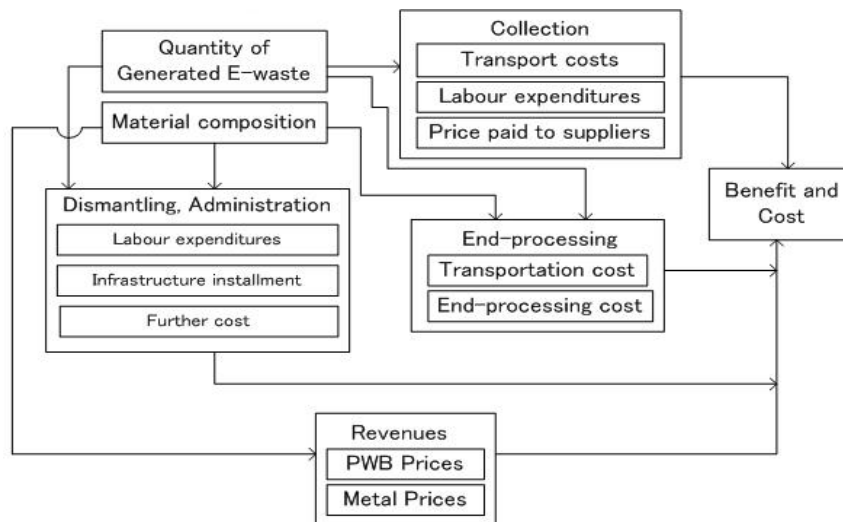 Quantity of
Generated E-waste
Material composition
Collection
Transport costs
Labour expenditures
Price paid to suppliers
Dismantling, Administration
Labour expenditures
Infrastructure installment
Further cost
End-processing
Transportation cost
End-processing cost
Benefit and
Cost
Revenues
PWB Prices
Metal Prices